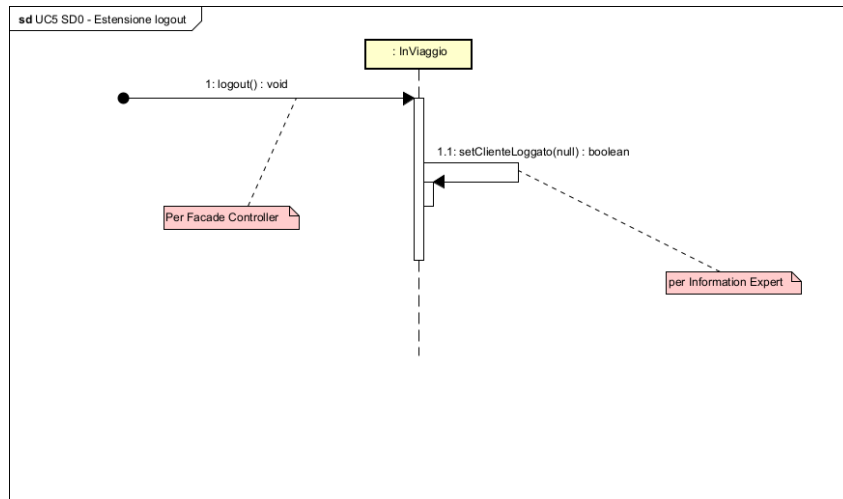 sd UC5 SD0 - Estensione logout
: InViaggio
1: logout() : void
1.1: setClienteLoggato(null) : boolean
Per Facade Controller
per Information Expert